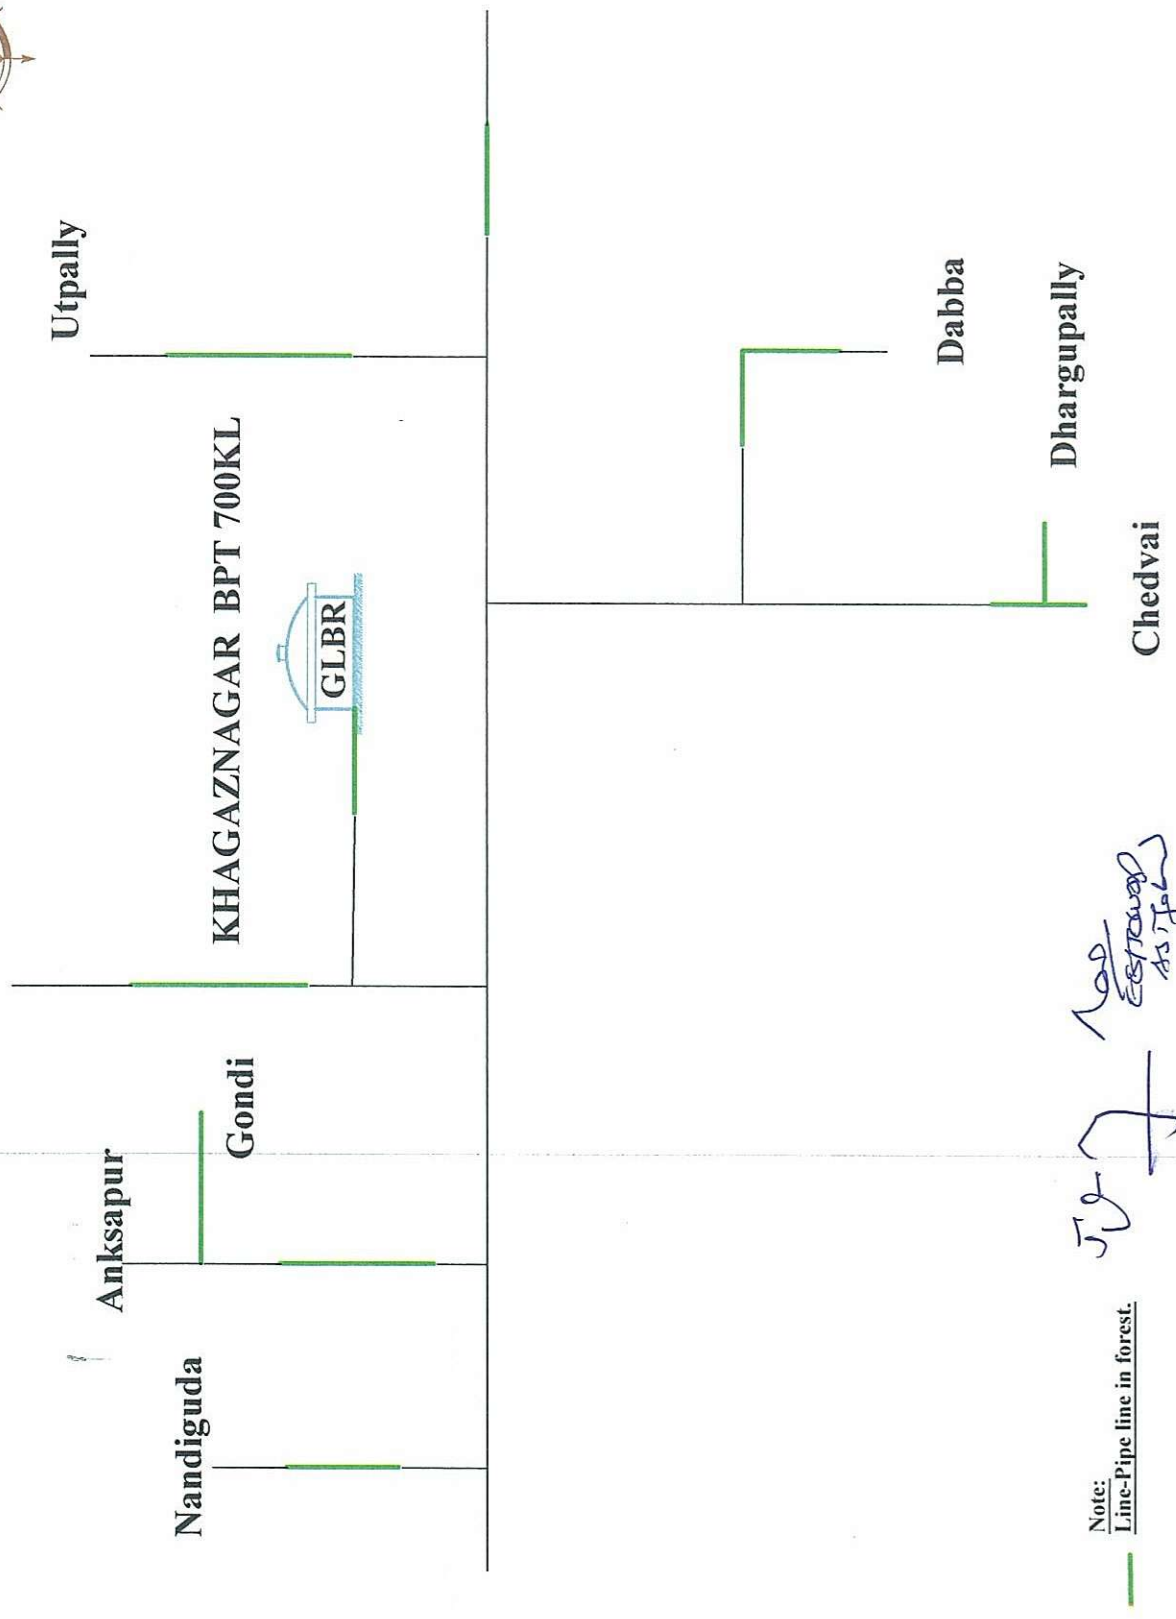 Utpally
KHAGAZNAGAR BPT 700KL
GLBR
Anksapur
Gondi
Nandiguda
Dabba
Dhargupally
Chedvai
Note:
Line-Pipe line in forest.